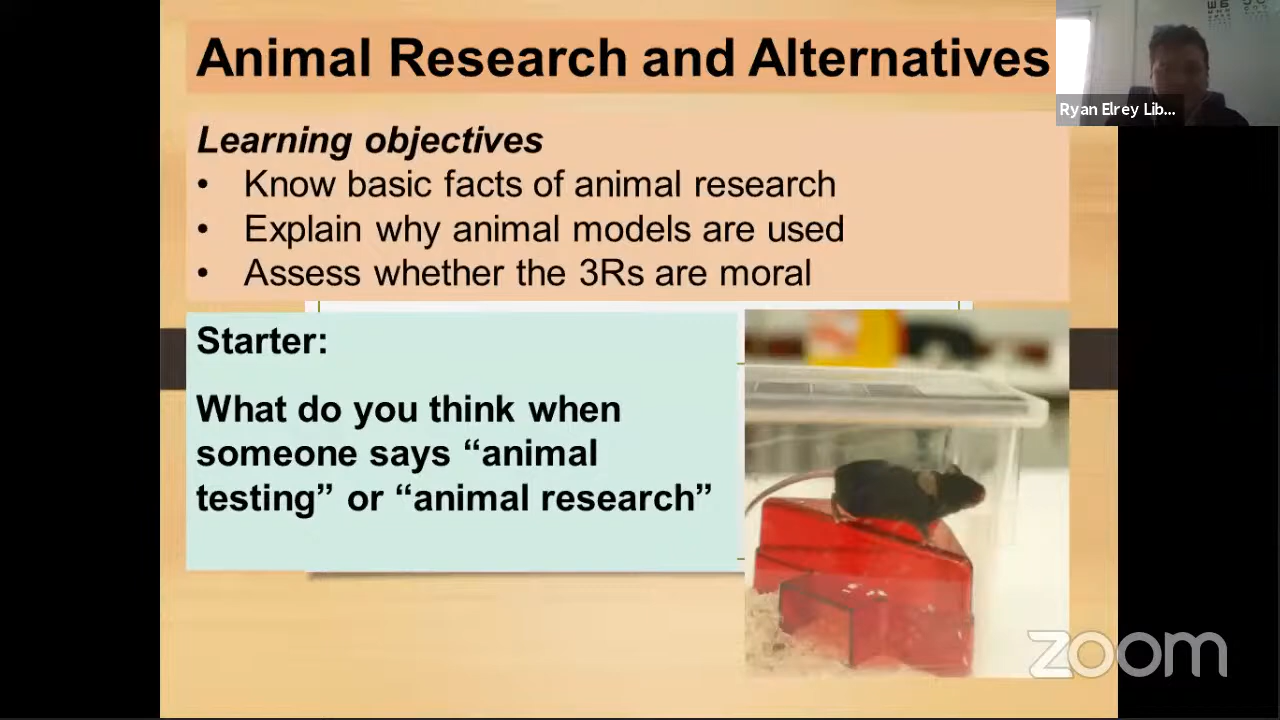 Animal Research and Alternatives
Ryan Elrey Lib...
Learning objectives
• Know basic facts of animal research
• Explain why animal models are used
• Assess whether the 3Rs are moral
Starter:
What do you think when
someone says “animal
testing” or “animal research”
zoom